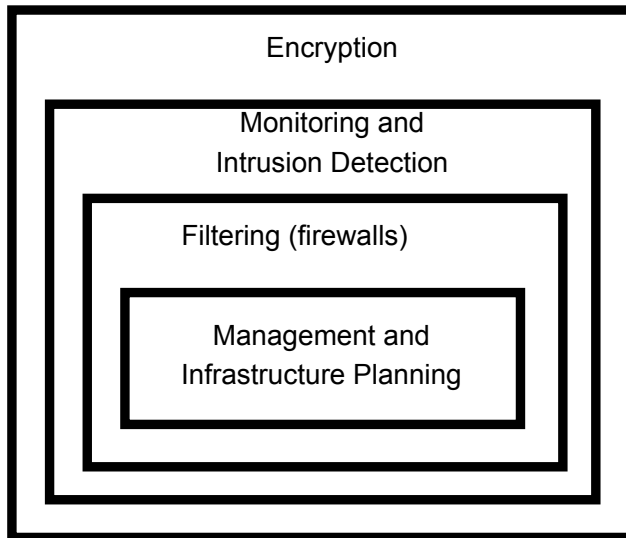 Encryption
Monitoring and
Intrusion Detection
Filtering (firewalls)
Management and
Infrastructure Planning